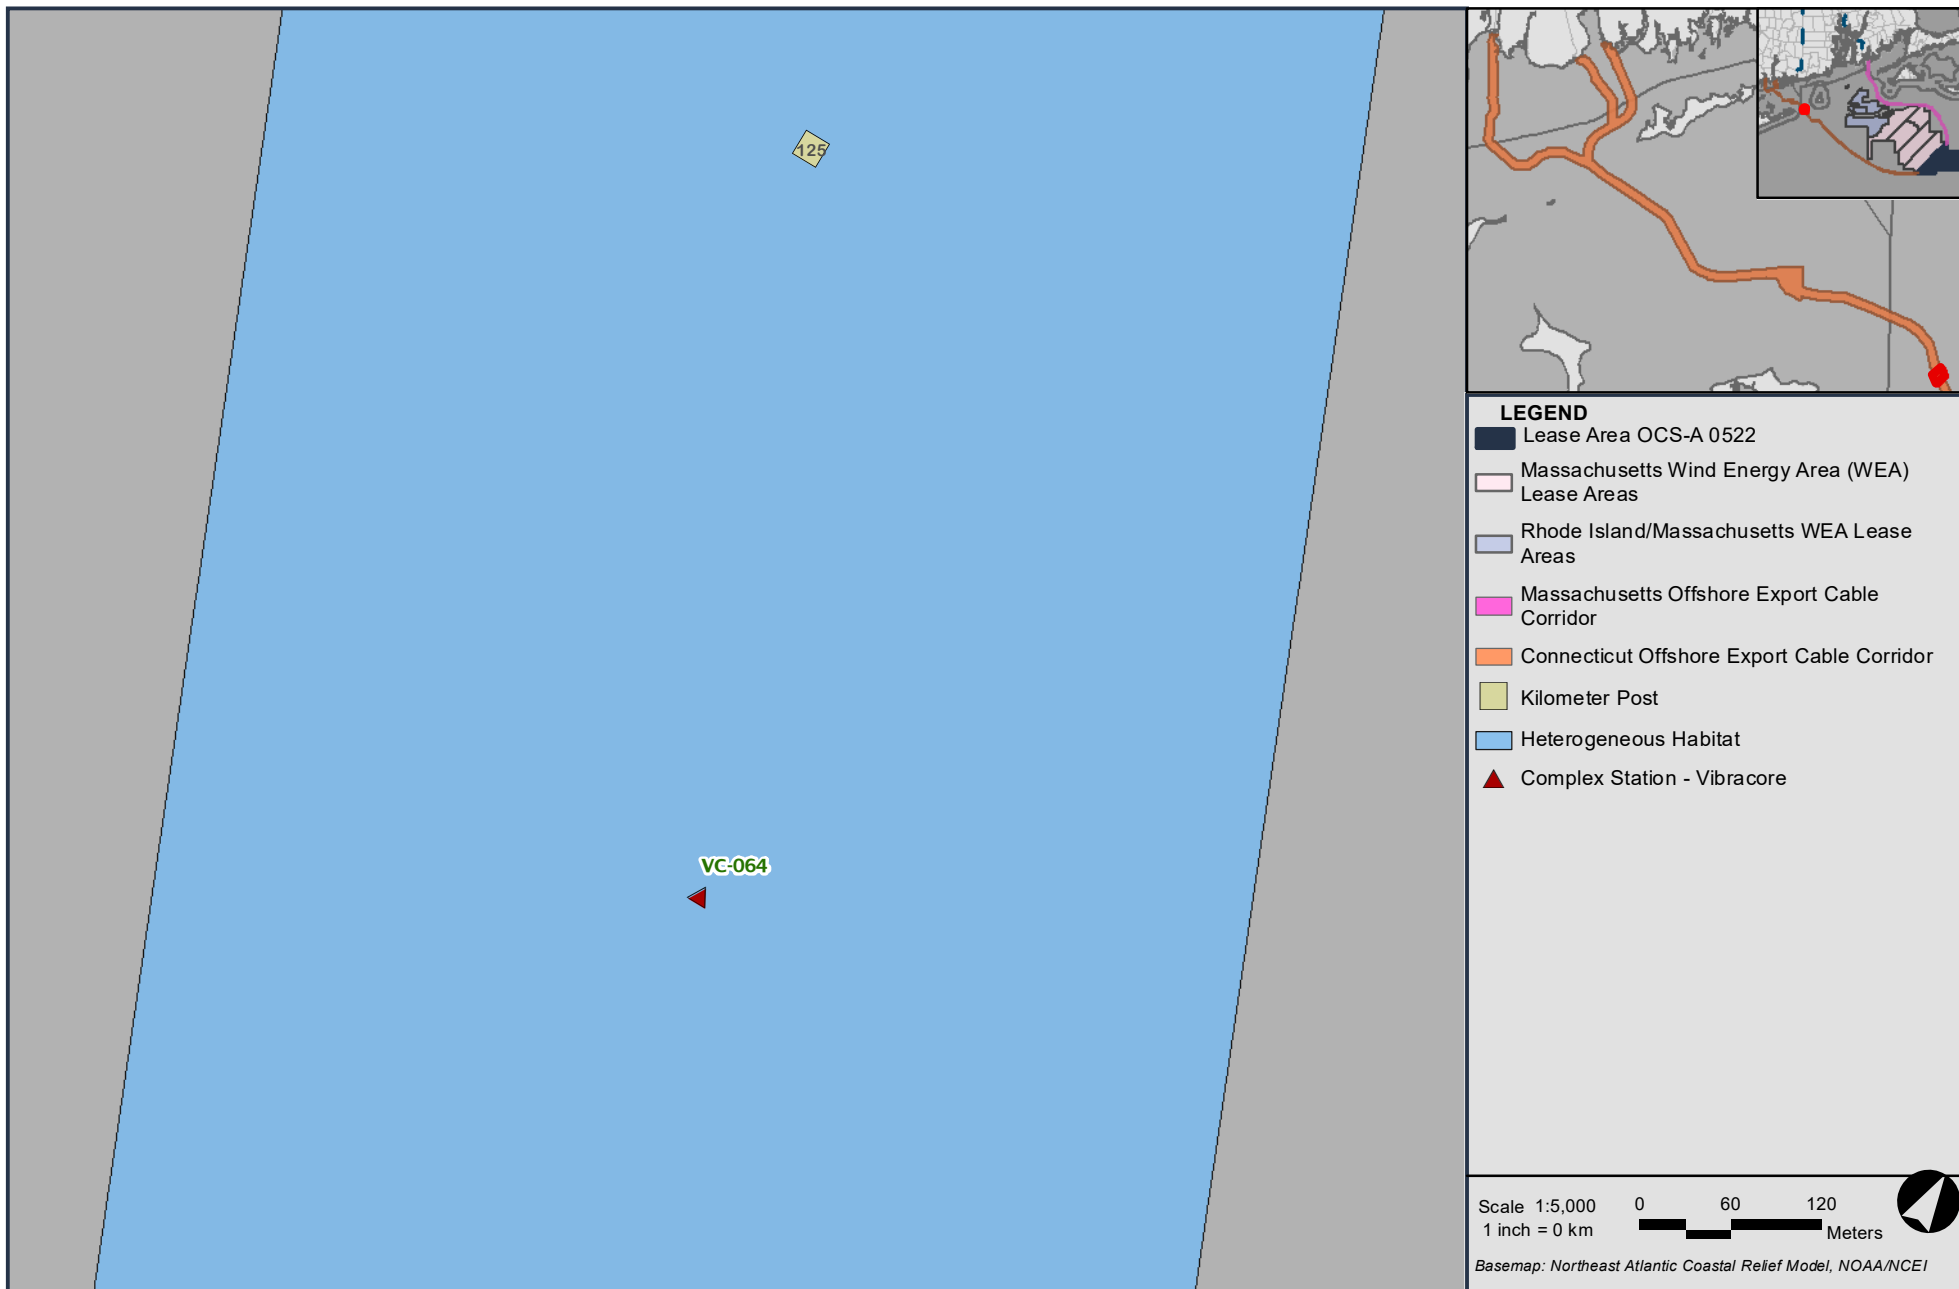 125
VC-064
LEGEND
Lease Area OCS-A 0522
Massachusetts Wind Energy Area (WEA)
Lease Areas
Rhode Island/Massachusetts WEA Lease
Areas
Massachusetts Offshore Export Cable
Corridor
Connecticut Offshore Export Cable Corridor
Kilometer Post
Heterogeneous Habitat
Complex Station - Vibracore
Scale 1:5,000
1 inch = 0 km
0 60 120
Meters
Basemap: Northeast Atlantic Coastal Relief Model, NOAA/NCEI